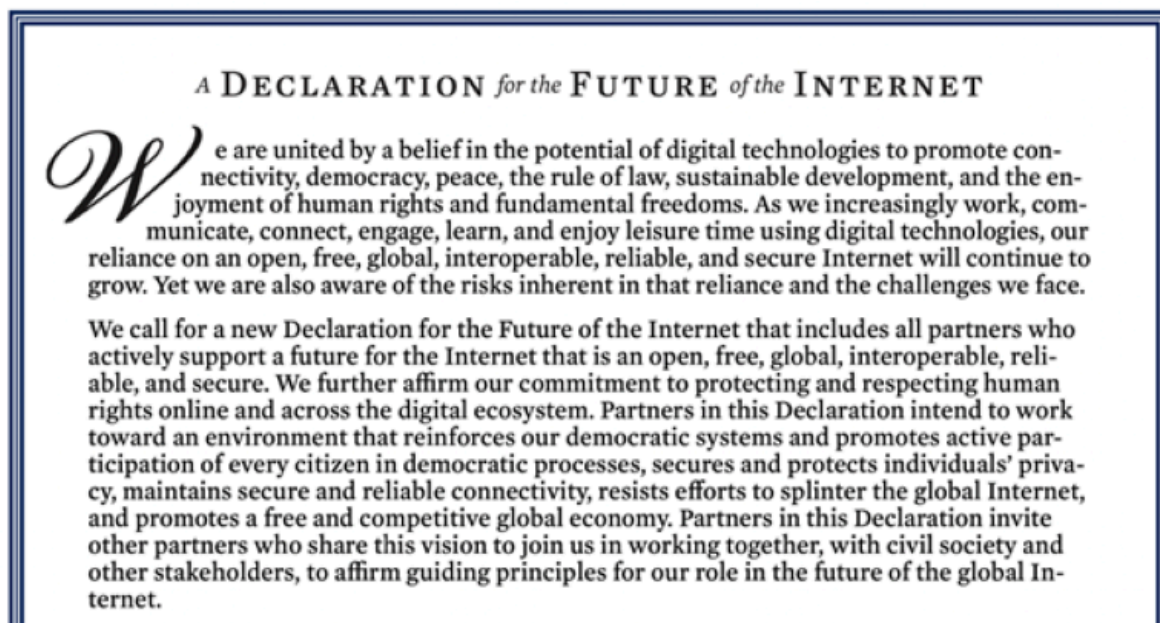 A DECLARATION for the FUTURE of the INTERNET
We are united by a belief in the potential of digital technologies to promote con-
nectivity, democracy, peace, the rule of law, sustainable development, and the en-
joyment of human rights and fundamental freedoms. As we increasingly work, com-
municate, connect, engage, learn, and enjoy leisure time using digital technologies, our
reliance on an open, free, global, interoperable, reliable, and secure Internet will continue to
grow. Yet we are also aware of the risks inherent in that reliance and the challenges we face.
We call for a new Declaration for the Future of the Internet that includes all partners who
actively support a future for the Internet that is an open, free, global, interoperable, reli-
able, and secure. We further affirm our commitment to protecting and respecting human
rights online and across the digital ecosystem. Partners in this Declaration intend to work
toward an environment that reinforces our democratic systems and promotes active par-
ticipation of every citizen in democratic processes, secures and protects individuals’ priva-
cy, maintains secure and reliable connectivity, resists efforts to splinter the global Internet,
and promotes a free and competitive global economy. Partners in this Declaration invite
other partners who share this vision to join us in working together, with civil society and
other stakeholders, to affirm guiding principles for our role in the future of the global In-
ternet.